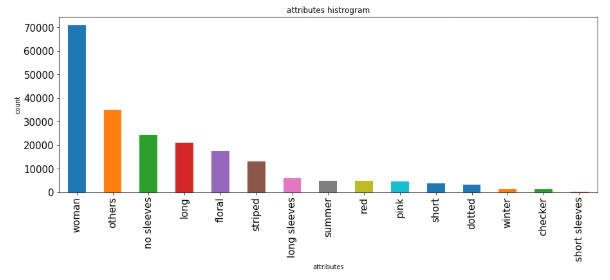 attributes histrogram
70000
60000
50000
40000
30000
20000
10000
0
count
woman
others
no sleeves
long
floral
striped
long sleeves
summer
red
pink
short
dotted
winter
checker
short sleeves
attributes